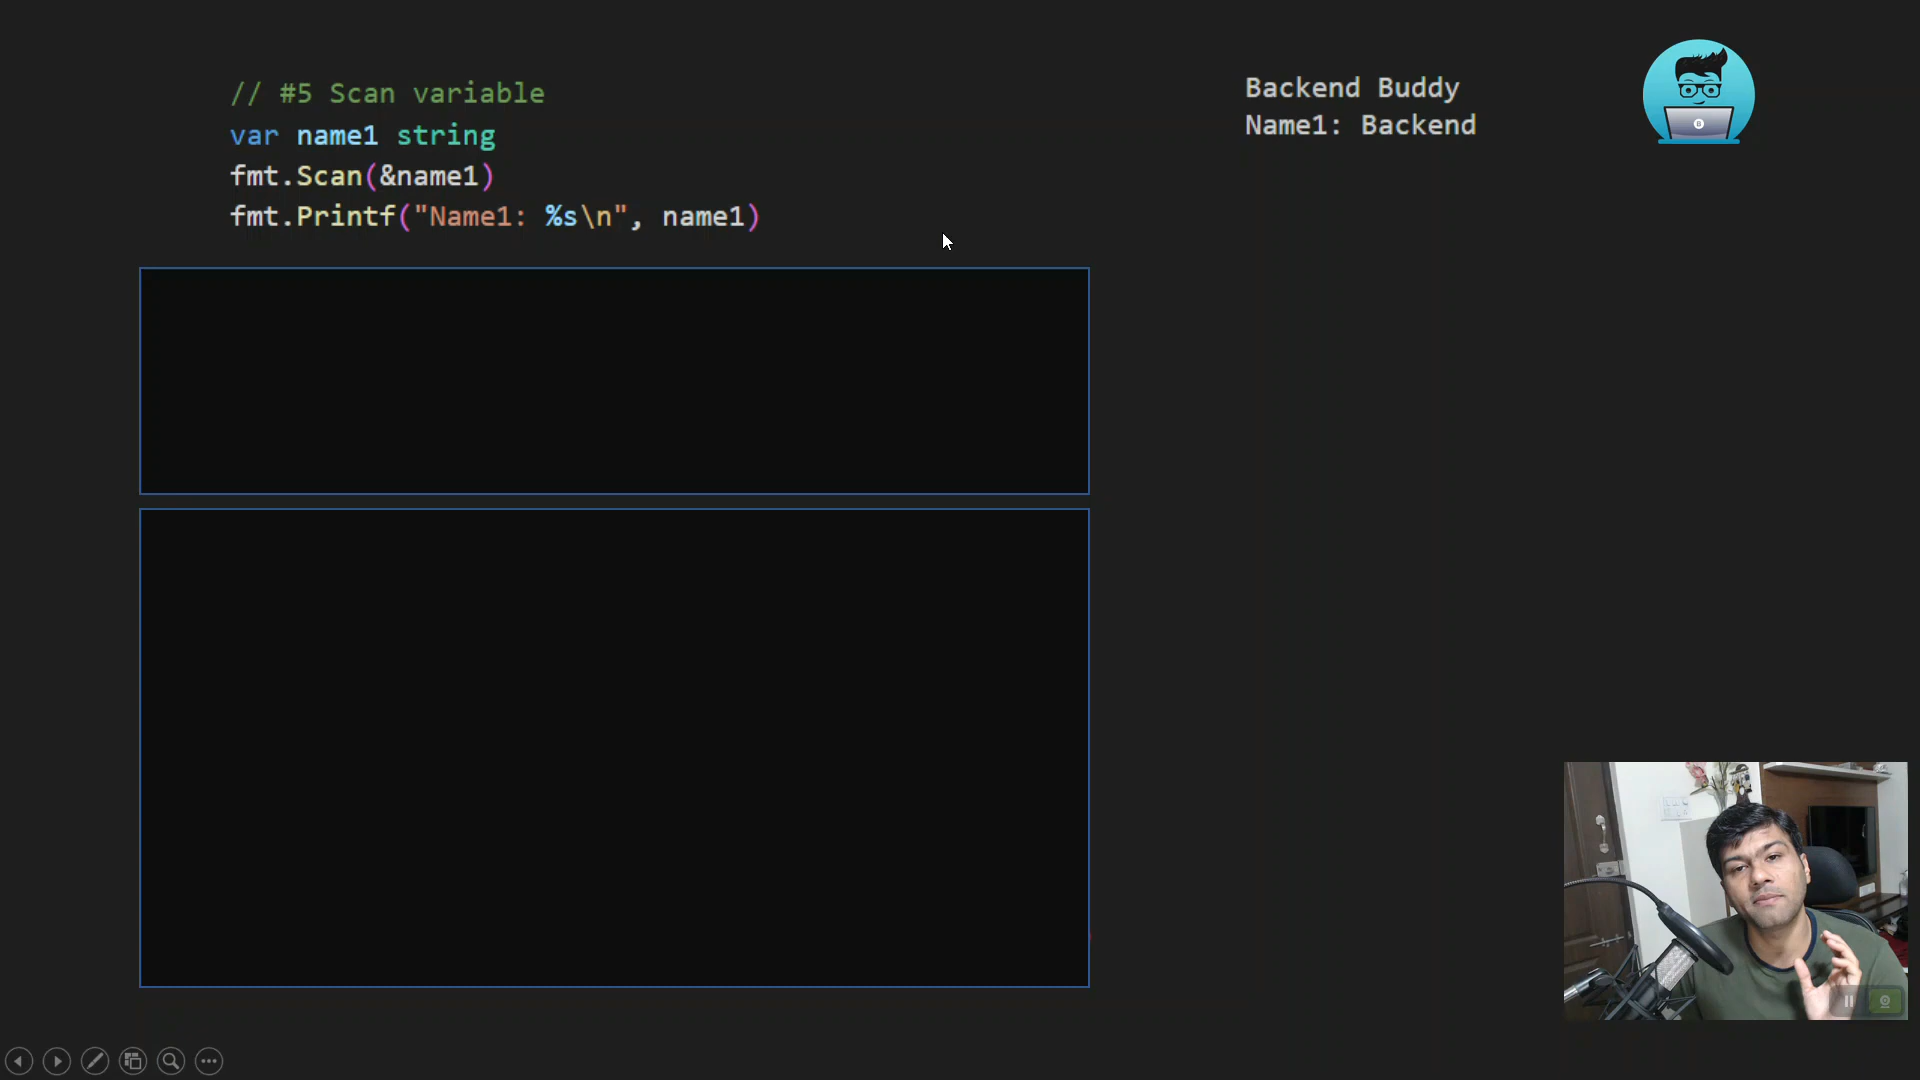 // #5 Scan variable
var name1 string
fmt.Scan(&name1)
fmt.Printf("Name1: %s\n", name1)
Backend Buddy
Name1: Backend